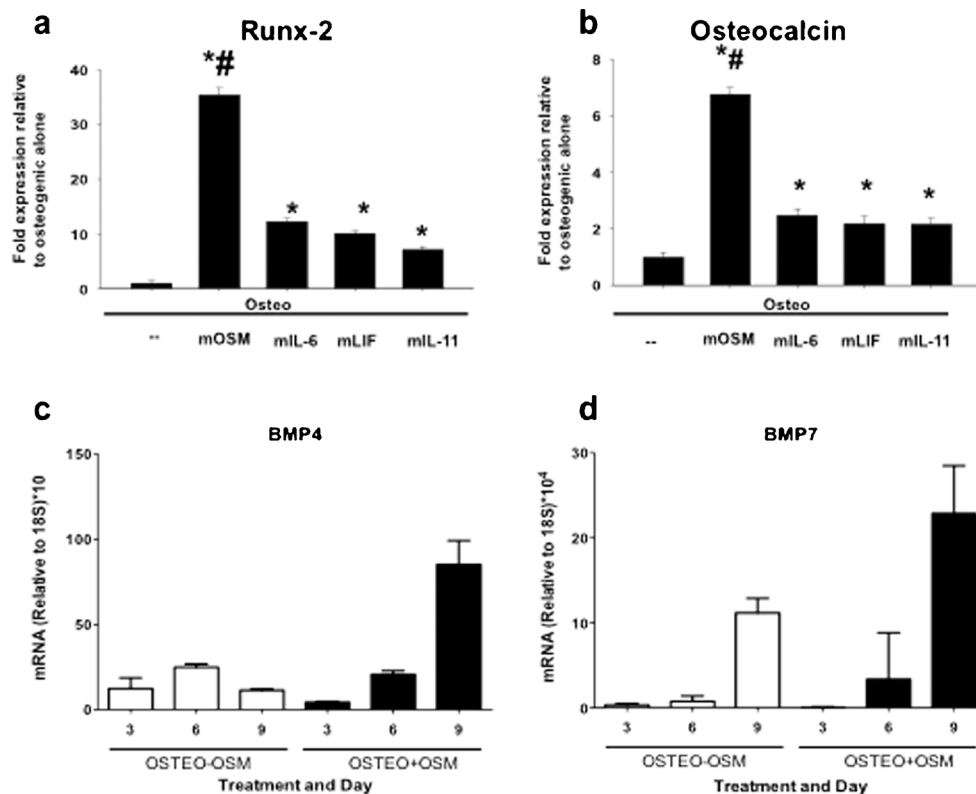 a
Runx-2
Fold expression relative
to osteogenic alone
40
30
20
10
0
*#
*
*
*
Osteo
--
mOSM
mIL-6
mLIF
mIL-11
b
Osteocalcin
Fold expression relative
to osteogenic alone
8
6
4
2
0
*#
*
*
*
Osteo
--
mOSM
mIL-6
mLIF
mIL-11
c
BMP4
mRNA (Relative to 18S)*10
150
100
50
0
3
6
9
3
6
9
OSTEO-OSM
OSTEO+OSM
Treatment and Day
d
BMP7
mRNA (Relative to 18S)*10⁴
30
20
10
0
3
6
9
3
6
9
OSTEO-OSM
OSTEO+OSM
Treatment and Day